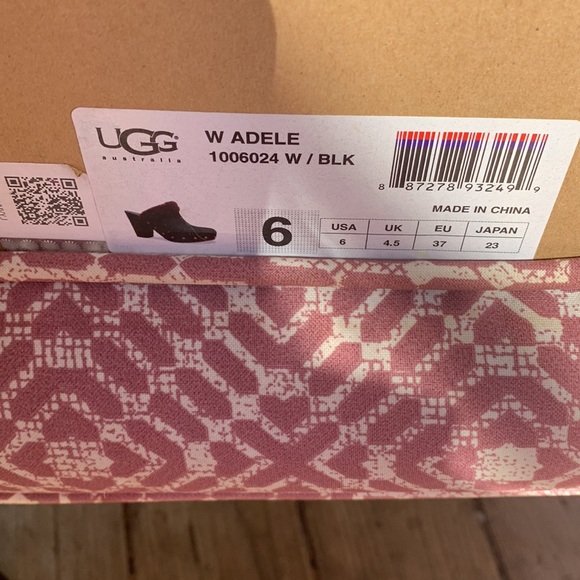 UGG®
australia
W ADELE
1006024 W / BLK
8 87278 93249 9
MADE IN CHINA
6
USA UK EU JAPAN
6 4.5 37 23